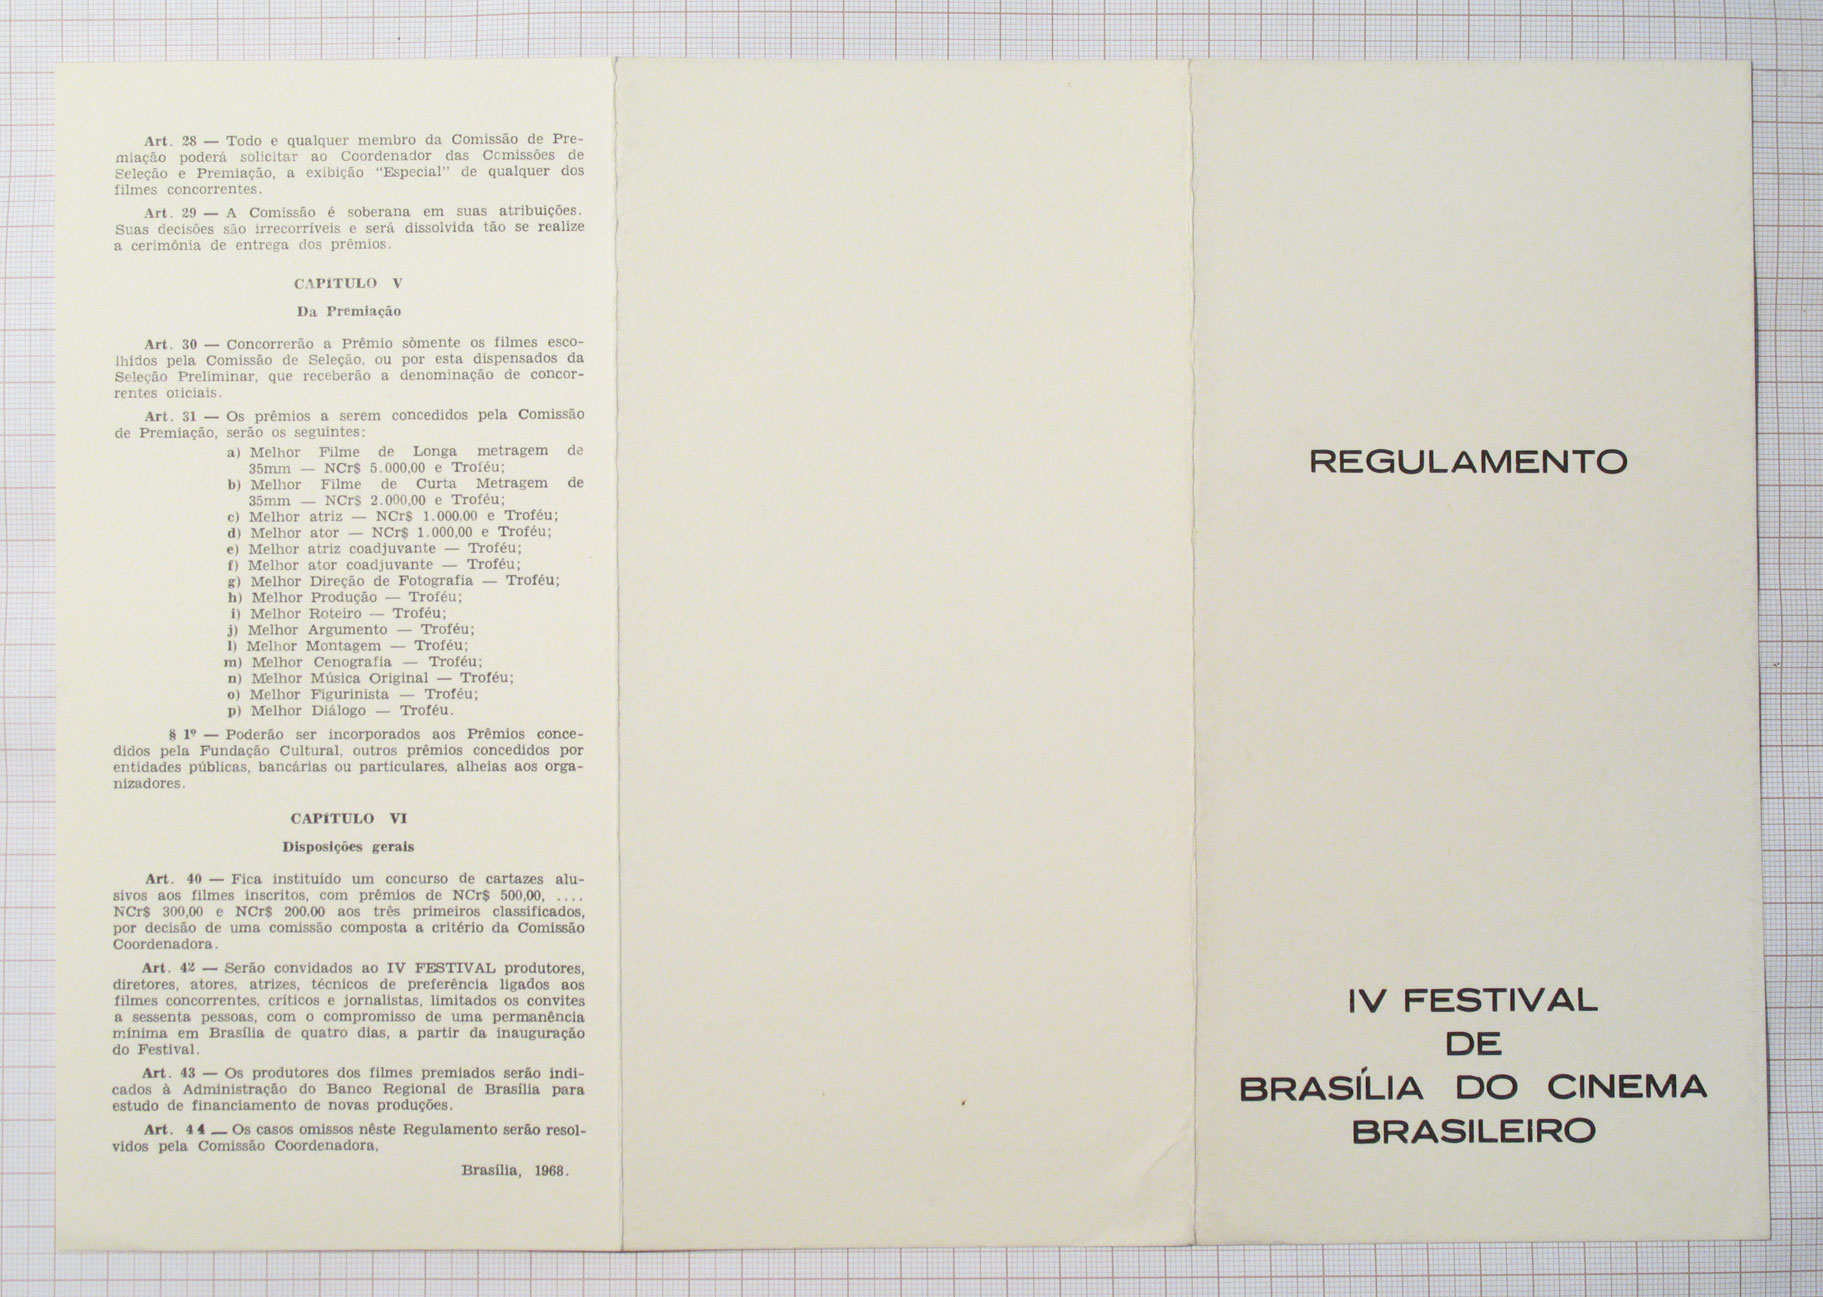 Art. 28 — Todo e qualquer membro da Comissão de Pre-
miação poderá solicitar ao Coordenador das Comissões de
Seleção e Premiação, a exibição "Especial" de qualquer dos
filmes concorrentes.
Art. 29 — A Comissão é soberana em suas atribuições.
Suas decisões são irrecorríveis e será dissolvida tão se realize
a cerimônia de entrega dos prêmios.
CAPÍTULO V
Da Premiação
Art. 30 — Concorrerão a Prêmio sòmente os filmes esco-
lhidos pela Comissão de Seleção, ou por esta dispensados da
Seleção Preliminar, que receberão a denominação de concor-
rentes oficiais.
Art. 31 — Os prêmios a serem concedidos pela Comissão
de Premiação, serão os seguintes:
a) Melhor Filme de Longa metragem de
35mm — NCr$ 5.000,00 e Troféu;
b) Melhor Filme de Curta Metragem de
35mm — NCr$ 2.000,00 e Troféu;
c) Melhor atriz — NCr$ 1.000.00 e Troféu;
d) Melhor ator — NCr$ 1.000,00 e Troféu;
e) Melhor atriz coadjuvante — Troféu;
f) Melhor ator coadjuvante — Troféu;
g) Melhor Direção de Fotografia — Troféu;
h) Melhor Produção — Troféu;
i) Melhor Roteiro — Troféu;
j) Melhor Argumento — Troféu;
l) Melhor Montagem — Troféu;
m) Melhor Cenografia — Troféu;
n) Melhor Música Original — Troféu;
o) Melhor Figurinista — Troféu;
p) Melhor Diálogo — Troféu.
§ 1º — Poderão ser incorporados aos Prêmios conce-
didos pela Fundação Cultural, outros prêmios concedidos por
entidades públicas, bancárias ou particulares, alheias aos orga-
nizadores.
CAPÍTULO VI
Disposições gerais
Art. 40 — Fica instituído um concurso de cartazes alu-
sivos aos filmes inscritos, com prêmios de NCr$ 500,00, ....
NCr$ 300,00 e NCr$ 200.00 aos três primeiros classificados,
por decisão de uma comissão composta a critério da Comissão
Coordenadora.
Art. 42 — Serão convidados ao IV FESTIVAL produtores,
diretores, atores, atrizes, técnicos de preferência ligados aos
filmes concorrentes, críticos e jornalistas, limitados os convites
a sessenta pessoas, com o compromisso de uma permanência
mínima em Brasília de quatro dias, a partir da inauguração
do Festival.
Art. 43 — Os produtores dos filmes premiados serão indi-
cados à Administração do Banco Regional de Brasília para
estudo de financiamento de novas produções.
Art. 44 — Os casos omissos nêste Regulamento serão resol-
vidos pela Comissão Coordenadora,
Brasília, 1968.
REGULAMENTO
IV FESTIVAL
DE
BRASÍLIA DO CINEMA
BRASILEIRO